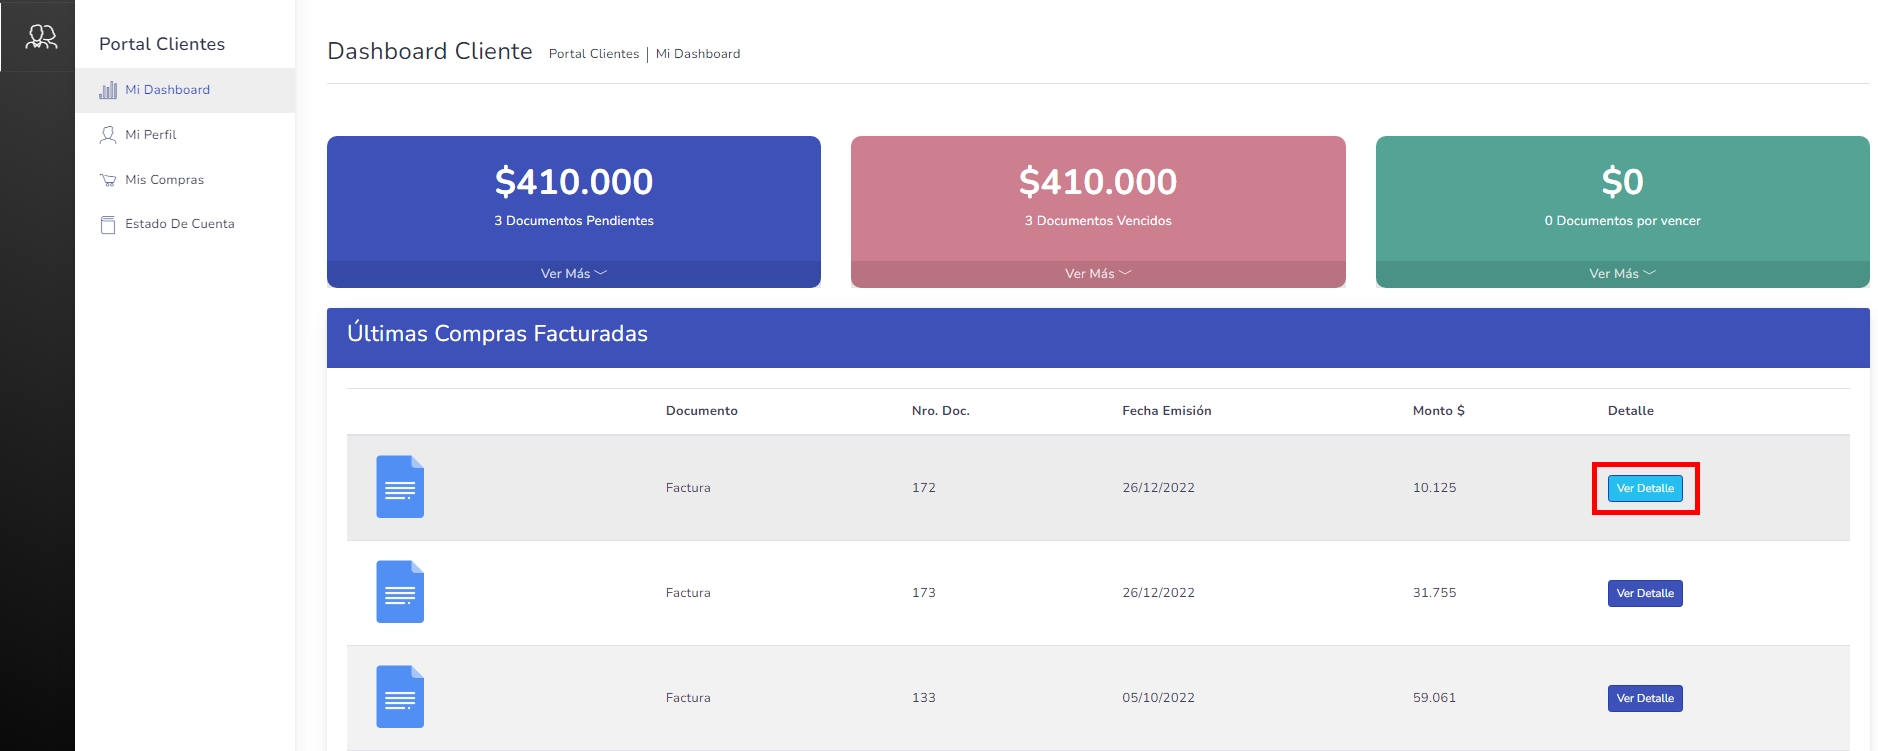 Portal Clientes
Mi Dashboard
Mi Perfil
Mis Compras
Estado De Cuenta
Dashboard Cliente Portal Clientes | Mi Dashboard
$410.000
3 Documentos Pendientes
Ver Más
$410.000
3 Documentos Vencidos
Ver Más
$0
0 Documentos por vencer
Ver Más
Últimas Compras Facturadas
Documento Nro. Doc. Fecha Emisión Monto $ Detalle
Factura 172 26/12/2022 10.125 Ver Detalle
Factura 173 26/12/2022 31.755 Ver Detalle
Factura 133 05/10/2022 59.061 Ver Detalle